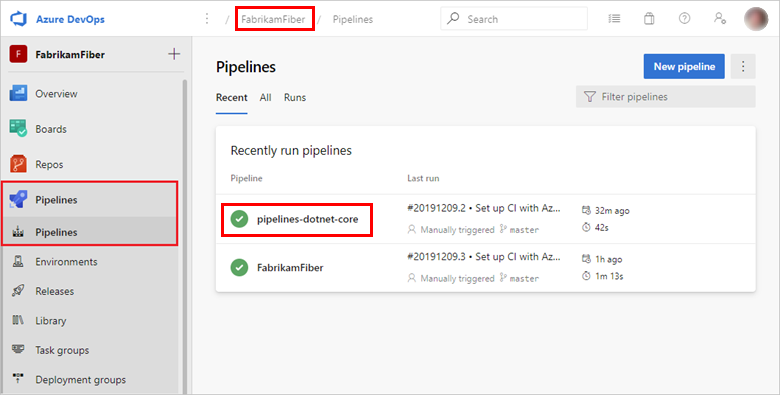 Azure DevOps
/ FabrikamFiber / Pipelines
Search
F FabrikamFiber
Overview
Boards
Repos
Pipelines
Pipelines
Environments
Releases
Library
Task groups
Deployment groups
Pipelines
New pipeline
Recent All Runs
Filter pipelines
Recently run pipelines
Pipeline Last run
pipelines-dotnet-core
#20191209.2 • Set up CI with Az...
Manually triggered master
32m ago
42s
FabrikamFiber
#20191209.3 • Set up CI with Az...
Manually triggered master
1h ago
1m 13s